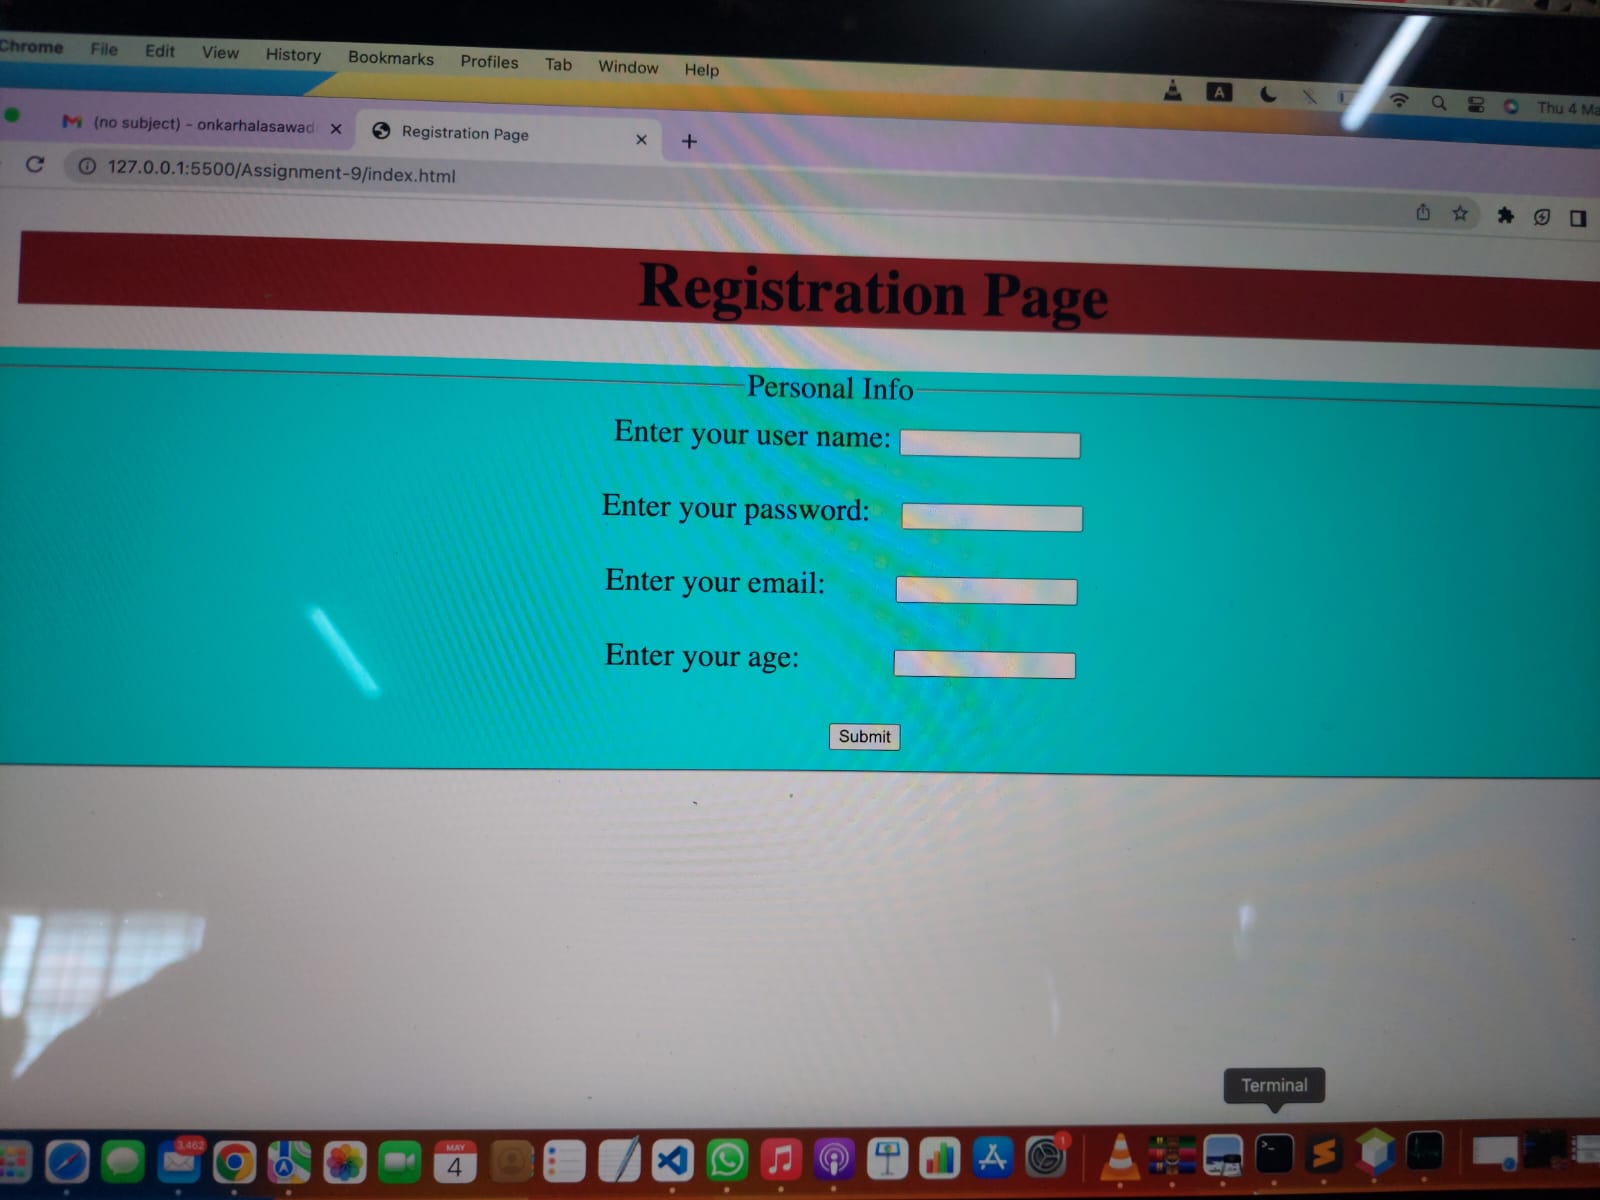 Chrome File Edit View History Bookmarks Profiles Tab Window Help
A
Thu 4
(no subject) - onkarhalasawad
Registration Page
127.0.0.1:5500/Assignment-9/index.html
Registration Page
Personal Info
Enter your user name:
Enter your password:
Enter your email:
Enter your age:
Submit
Terminal
3,462
MAY
4
1